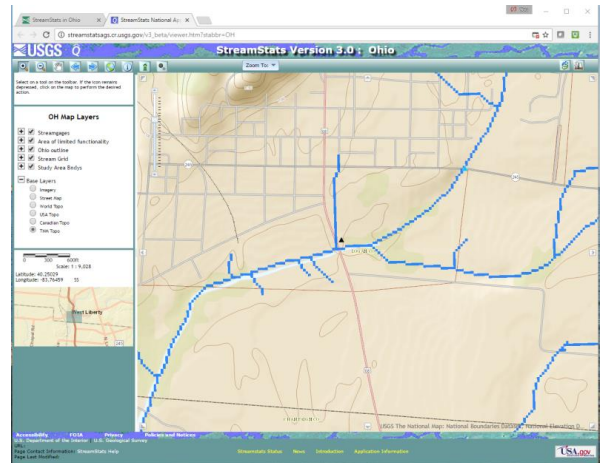 StreamStats in Ohio
StreamStats National Ap
streamstatsags.cr.usgs.gov/v3_beta/viewer.htm?stabbr=OH
USGS
StreamStats Version 3.0 : Ohio
Zoom To:
Select on a tool on the toolbar. If the icon remains
depressed, click on the map to perform the desired
action.
OH Map Layers
Streamgages
Area of limited functionality
Ohio outline
Stream Grid
Study Area Bndys
Base Layers
Imagery
Street Map
World Topo
USA Topo
Canadian Topo
TNM Topo
Scale: 1 : 9,028
Latitude: 40.25029
Longitude: -83.76459
West Liberty
245
68
USGS The National Map: National Boundaries Dataset, National Elevation D
Accessibility FOIA Privacy Policies and Notices
U.S. Department of the Interior | U.S. Geological Survey
URL:
Page Contact Information: StreamStats Help
Page Last Modified:
Streamstats Status News Introduction Application Information
USA.gov